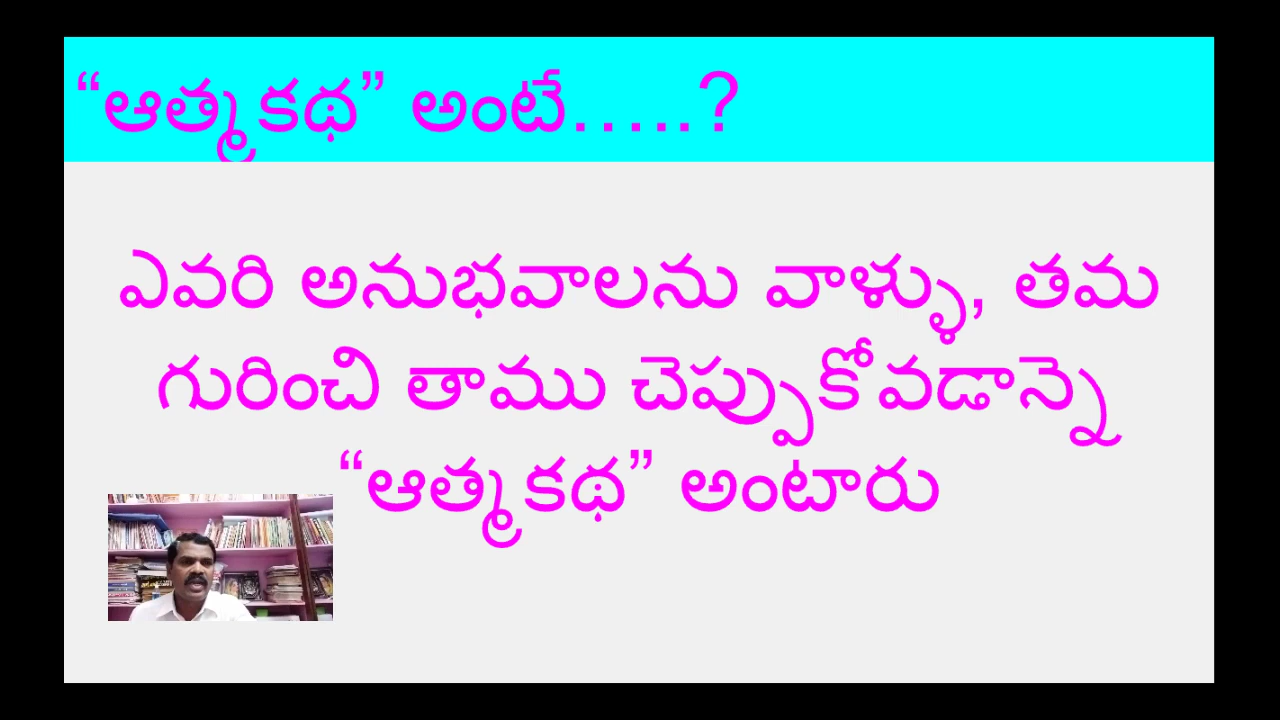 “ఆత్మకథ” అంటే.....?
ఎవరి అనుభవాలను వాళ్ళు, తమ
గురించి తాము చెప్పుకోవడాన్నె
“ఆత్మకథ” అంటారు